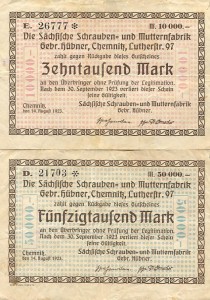 E. 26777 * M. 10 000.–
Die Sächsische Schrauben- und Mutternfabrik
Gebr. Hübner, Chemnitz, Lutherstr. 97
zahlt gegen Rückgabe dieses Gutscheines
Zehntausend Mark
an den Überbringer ohne Prüfung der Legitimation.
Nach dem 30. September 1923 verliert dieser Schein
seine Gültigkeit.
Chemnitz,
den 14. August 1923.
Sächsische Schrauben- und Mutternfabrik
Gebr. Hübner.
D. 21703 * M. 50 000.–
Die Sächsische Schrauben- und Mutternfabrik
Gebr. Hübner, Chemnitz, Lutherstr. 97
zahlt gegen Rückgabe dieses Gutscheines
Fünfzigtausend Mark
an den Überbringer ohne Prüfung der Legitimation.
Nach dem 30. September 1923 verliert dieser Schein
seine Gültigkeit.
Chemnitz,
den 14. August 1923.
Sächsische Schrauben- und Mutternfabrik
Gebr. Hübner.